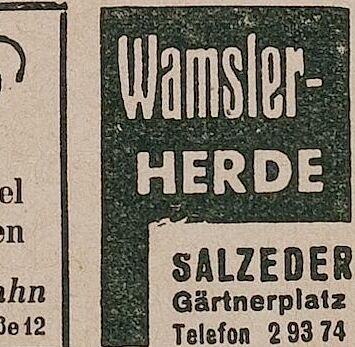 el
en
ahn
ße 12
Wamsler-
HERDE
SALZEDER
Gärtnerplatz
Telefon 2 93 74